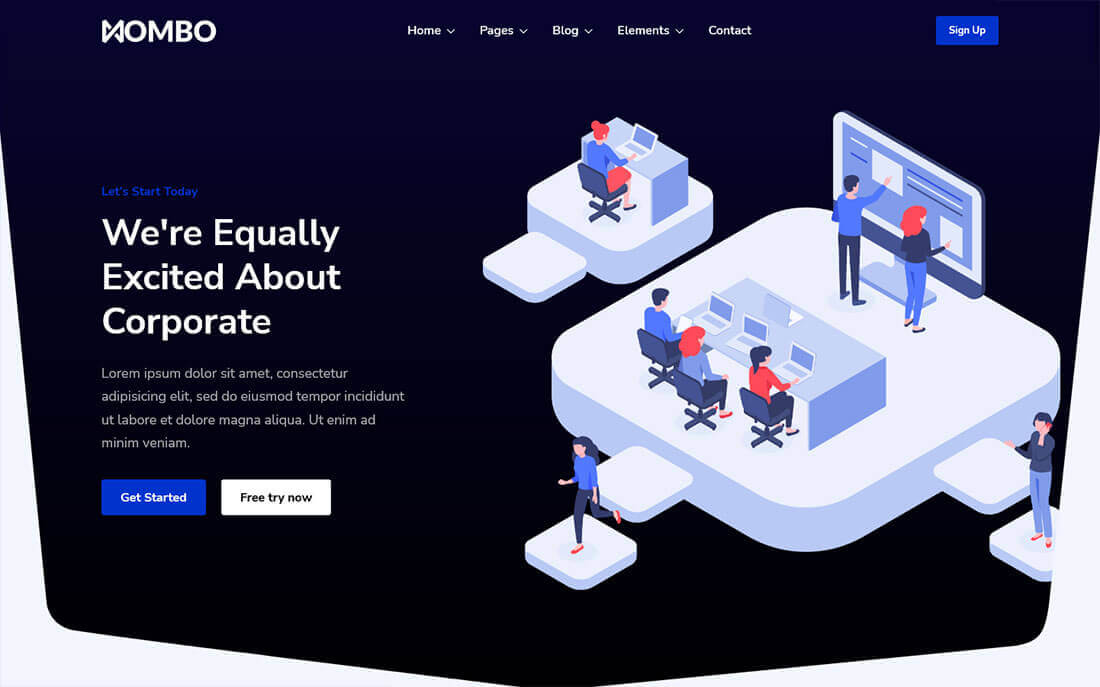 MOMBO
Home Pages Blog Elements Contact
Sign Up
Let's Start Today
We're Equally
Excited About
Corporate
Lorem ipsum dolor sit amet, consectetur
adipisicing elit, sed do eiusmod tempor incididunt
ut labore et dolore magna aliqua. Ut enim ad
minim veniam.
Get Started
Free try now